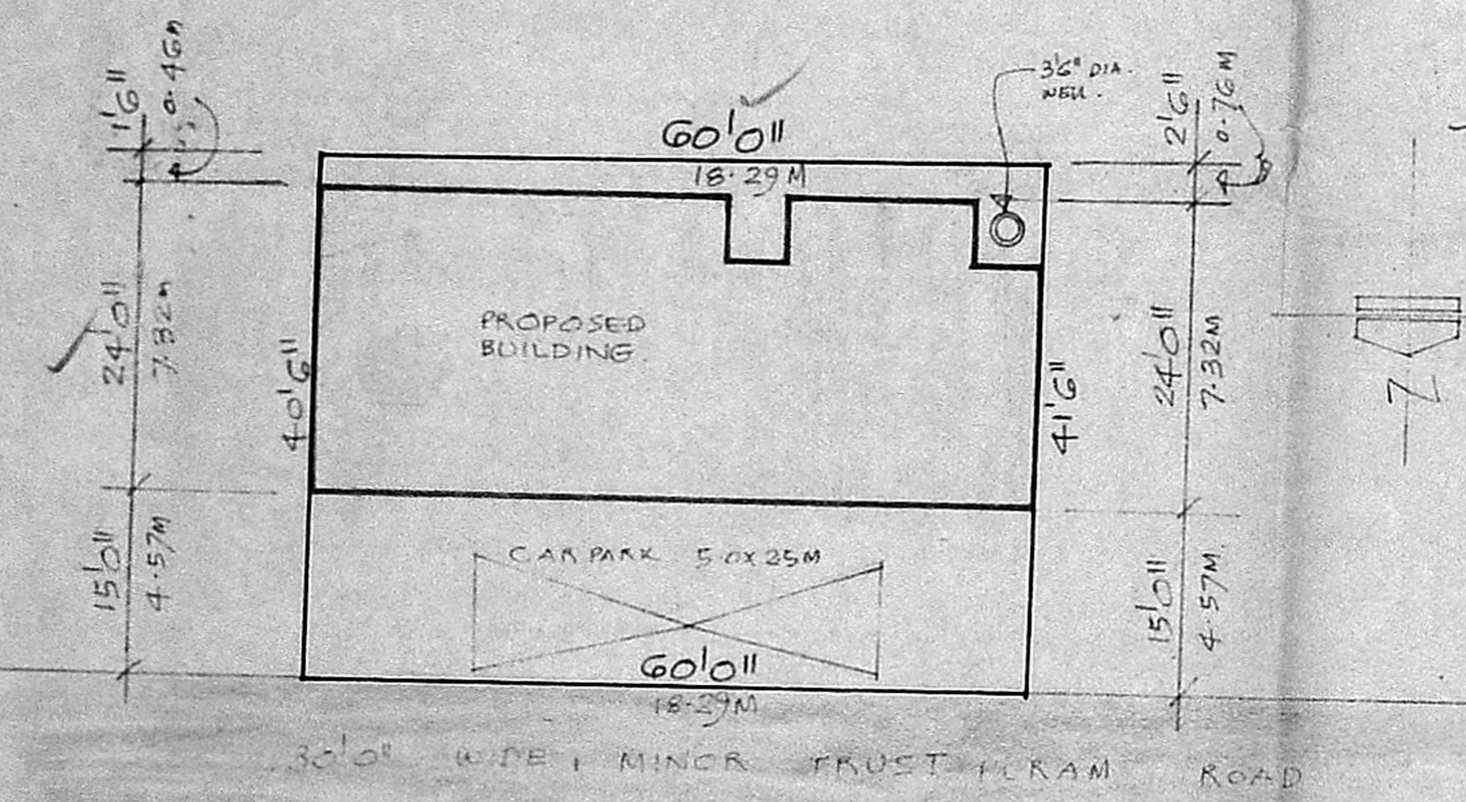 1'6"
0.46M
3'6" DIA.
WELL.
2'6"
0.76M
60'0"
18.29M
24'0"
7.32M
40'6"
PROPOSED
BUILDING.
41'6"
24'0"
7.32M
15'0"
4.57M
CAR PARK 5.0X25M
15'0"
4.57M.
60'0"
18.29M
30'0" WIDE, MINOR TRUST ROAD
Z